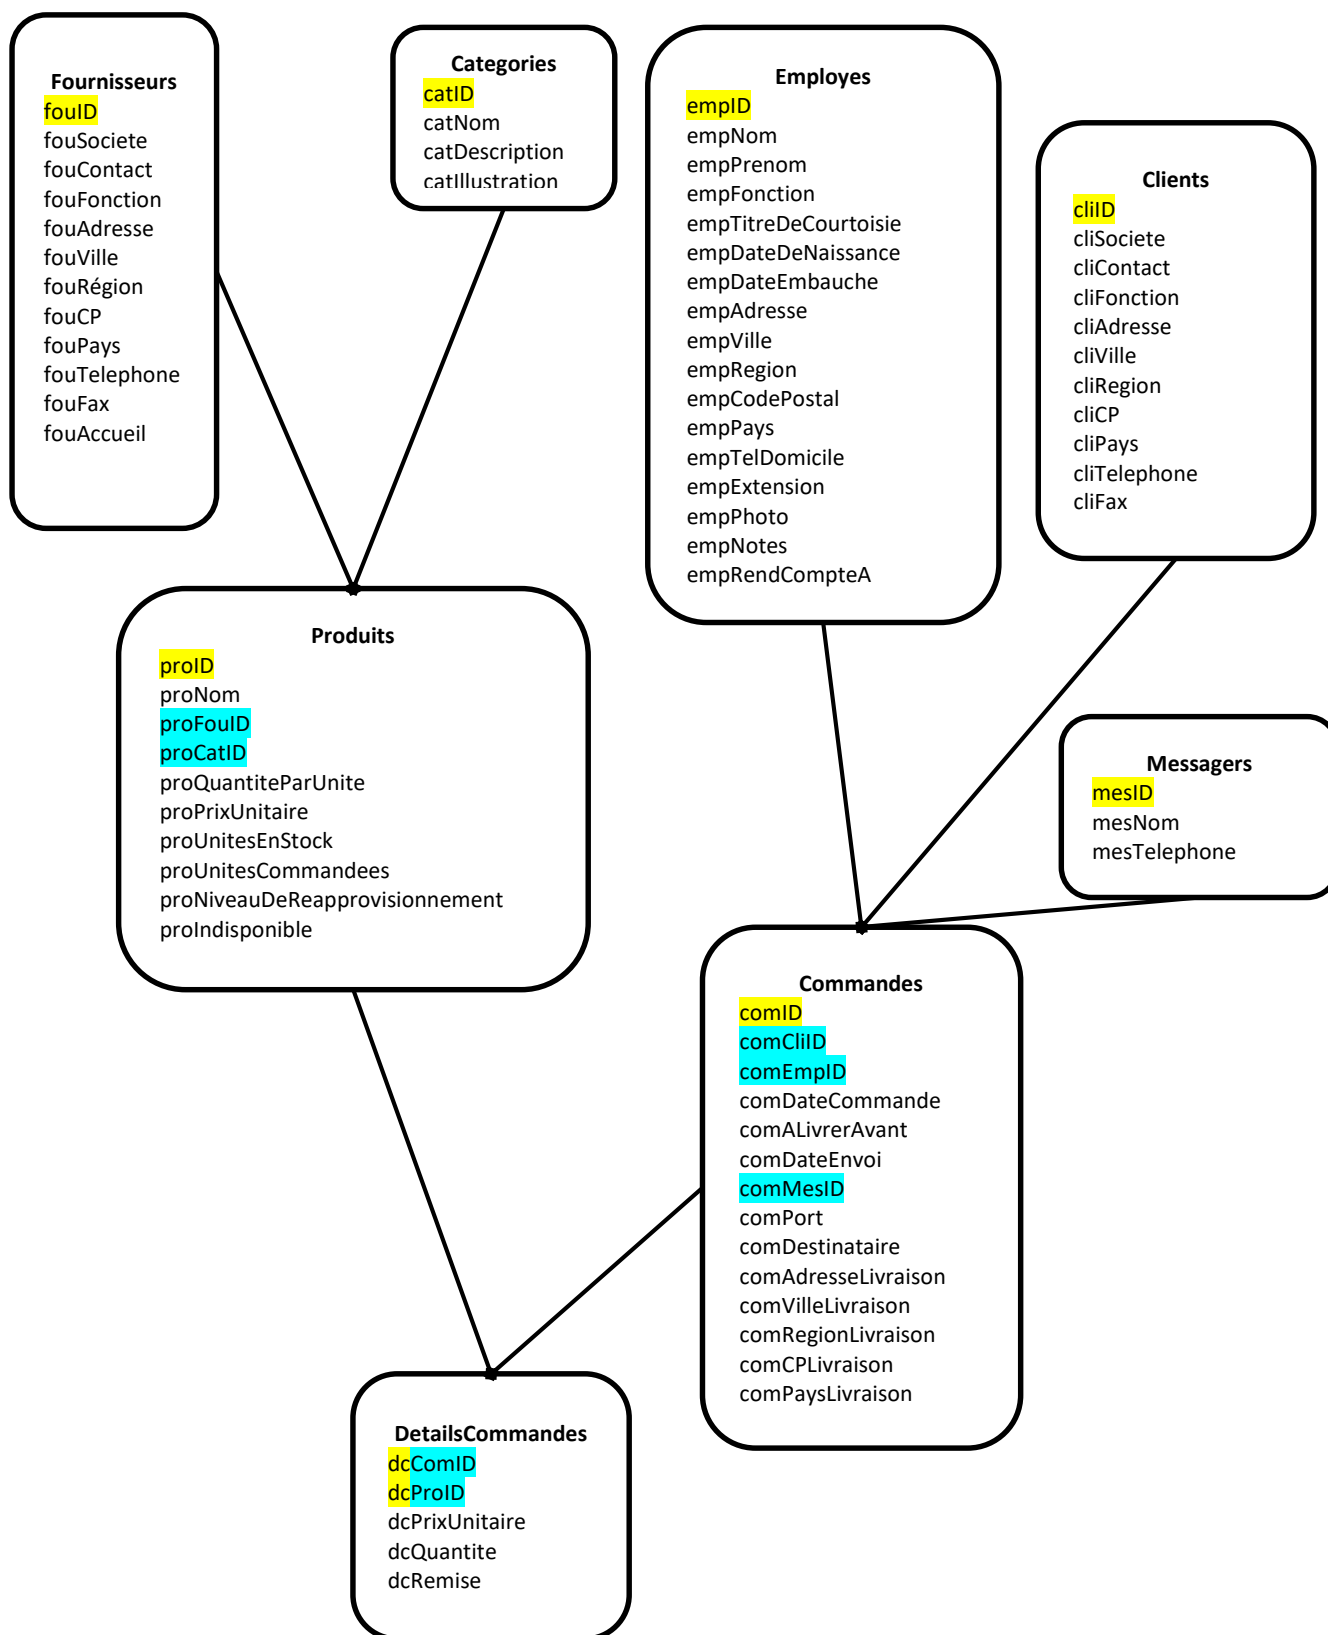 Fournisseurs
fouID
fouSociete
fouContact
fouFonction
fouAdresse
fouVille
fouRégion
fouCP
fouPays
fouTelephone
fouFax
fouAccueil
Categories
catID
catNom
catDescription
catIllustration
Employes
empID
empNom
empPrenom
empFonction
empTitreDeCourtoisie
empDateDeNaissance
empDateEmbauche
empAdresse
empVille
empRegion
empCodePostal
empPays
empTelDomicile
empExtension
empPhoto
empNotes
empRendCompteA
Clients
cliID
cliSociete
cliContact
cliFonction
cliAdresse
cliVille
cliRegion
cliCP
cliPays
cliTelephone
cliFax
Produits
proID
proNom
proFouID
proCatID
proQuantiteParUnite
proPrixUnitaire
proUnitesEnStock
proUnitesCommandees
proNiveauDeReapprovisionnement
proIndisponible
Messagers
mesID
mesNom
mesTelephone
Commandes
comID
comCliID
comEmpID
comDateCommande
comALivrerAvant
comDateEnvoi
comMesID
comPort
comDestinataire
comAdresseLivraison
comVilleLivraison
comRegionLivraison
comCPLivraison
comPaysLivraison
DetailsCommandes
dcComID
dcProID
dcPrixUnitaire
dcQuantite
dcRemise